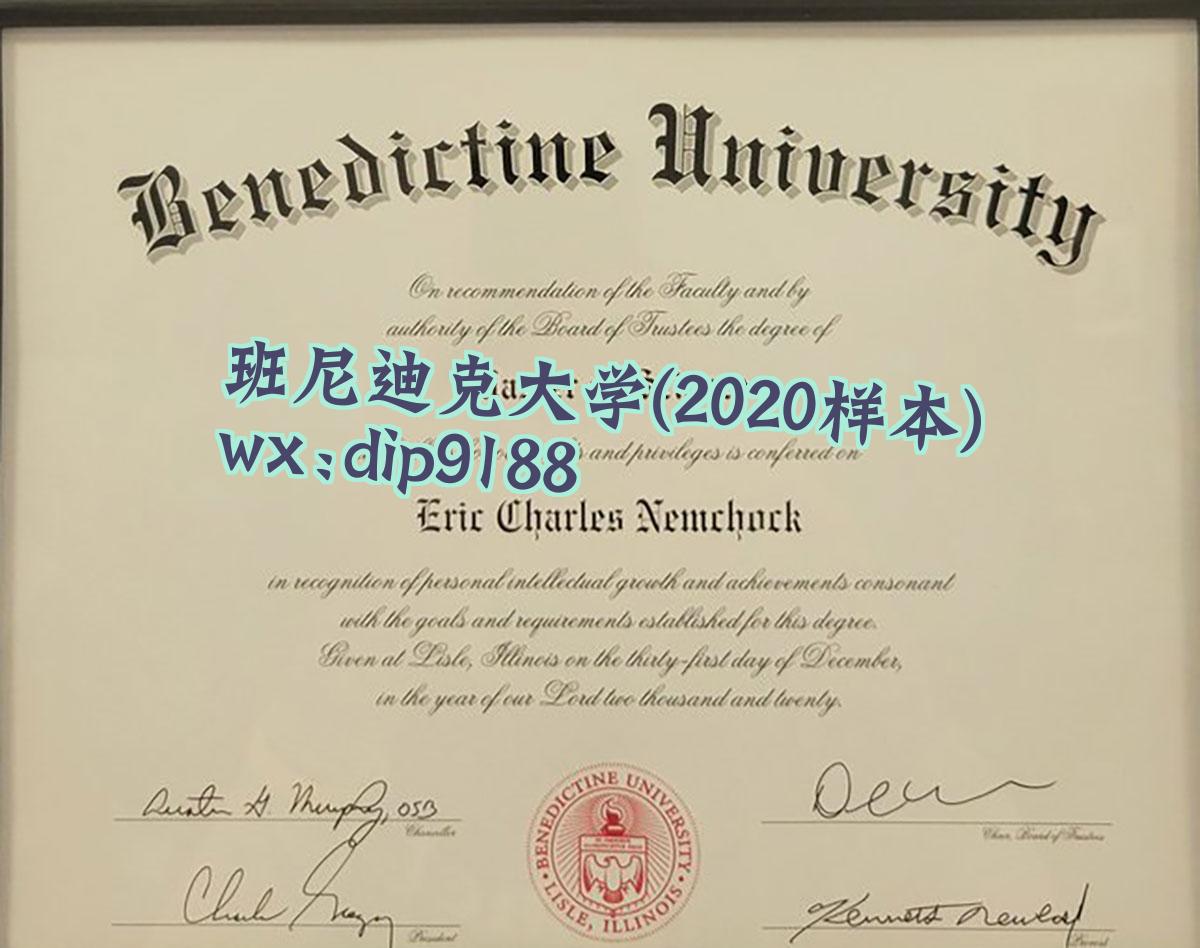 Benedictine University
On recommendation of the Faculty and by
authority of the Board of Trustees the degree of
班尼迪克大学(2020样本)
wx:dip9188
and privileges is conferred on
Eric Charles Nemchock
in recognition of personal intellectual growth and achievements consonant
with the goals and requirements established for this degree.
Given at Lisle, Illinois on the thirty-first day of December,
in the year of our Lord two thousand and twenty.
Chancellor
Chair, Board of Trustees
BENEDICTINE UNIVERSITY
LISLE, ILLINOIS
President
Provost